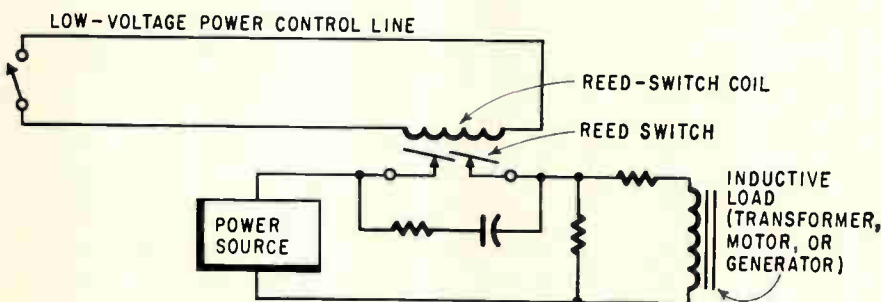 LOW-VOLTAGE POWER CONTROL LINE
REED-SWITCH COIL
REED SWITCH
POWER
SOURCE
INDUCTIVE
LOAD
(TRANSFORMER,
MOTOR, OR
GENERATOR)